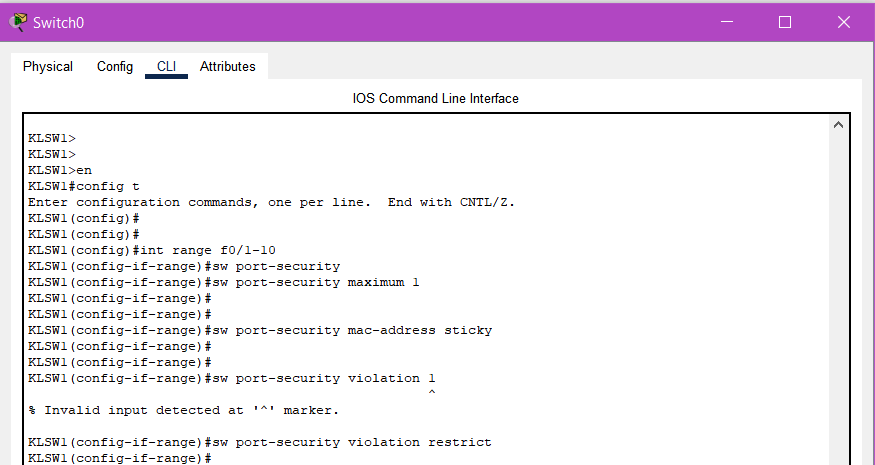 Switch0
Physical Config CLI Attributes
IOS Command Line Interface
KLSW1>
KLSW1>
KLSW1>en
KLSW1#config t
Enter configuration commands, one per line.  End with CNTL/Z.
KLSW1(config)#
KLSW1(config)#
KLSW1(config)#int range f0/1-10
KLSW1(config-if-range)#sw port-security
KLSW1(config-if-range)#sw port-security maximum 1
KLSW1(config-if-range)#
KLSW1(config-if-range)#
KLSW1(config-if-range)#sw port-security mac-address sticky
KLSW1(config-if-range)#
KLSW1(config-if-range)#
KLSW1(config-if-range)#sw port-security violation 1
^
% Invalid input detected at '^' marker.
KLSW1(config-if-range)#sw port-security violation restrict
KLSW1(config-if-range)#